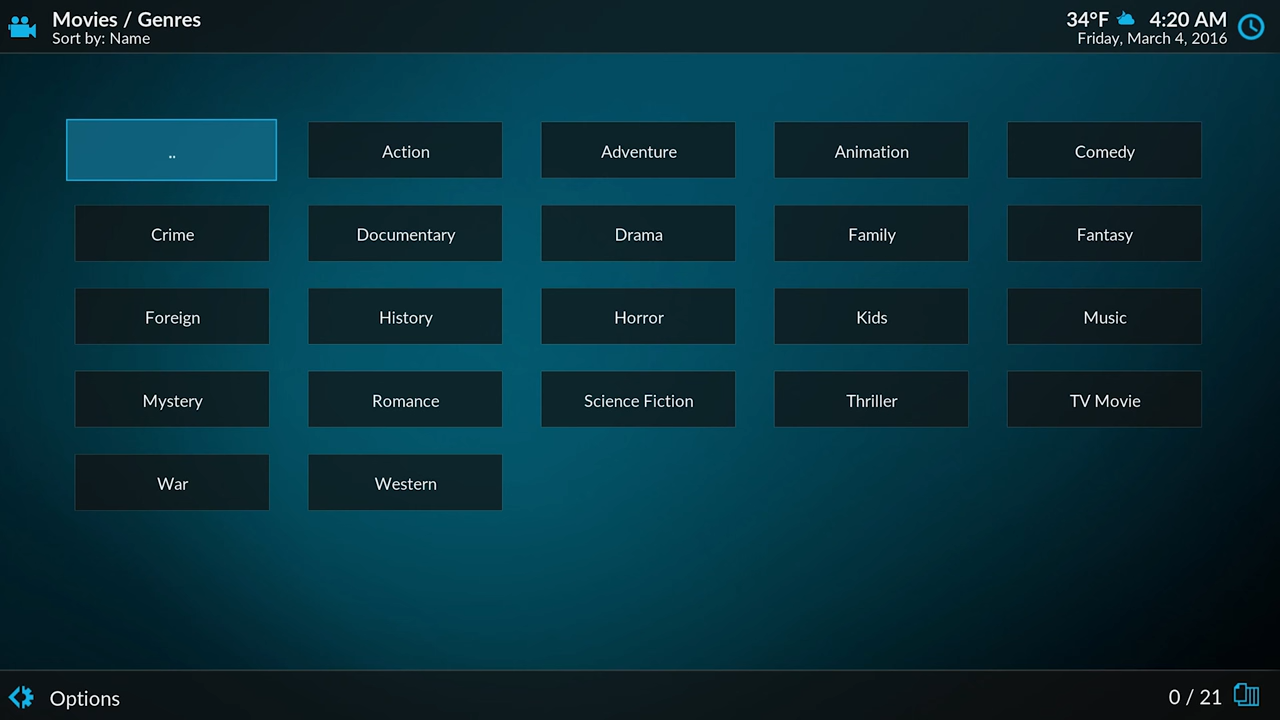 Movies / Genres
Sort by: Name
34°F 4:20 AM
Friday, March 4, 2016
..
Action
Adventure
Animation
Comedy
Crime
Documentary
Drama
Family
Fantasy
Foreign
History
Horror
Kids
Music
Mystery
Romance
Science Fiction
Thriller
TV Movie
War
Western
Options
0 / 21